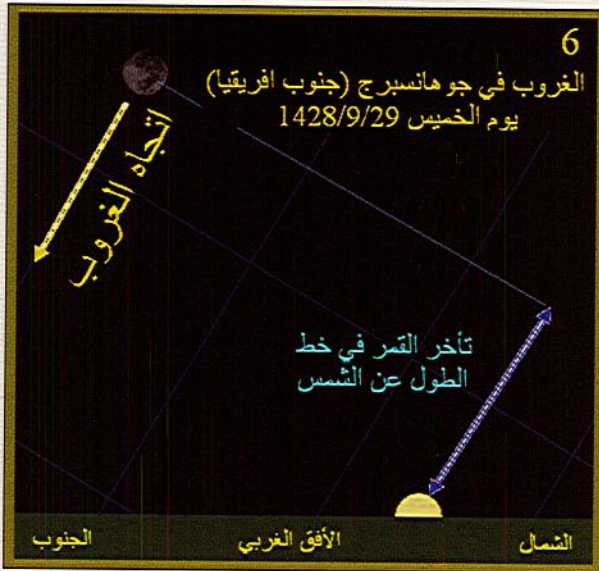 6
الغروب في جوهانسبرج (جنوب افريقيا)
يوم الخميس 1428/9/29
اتجاه الغروب
تأخر القمر في خط
الطول عن الشمس
الشمال
الأفق الغربي
الجنوب